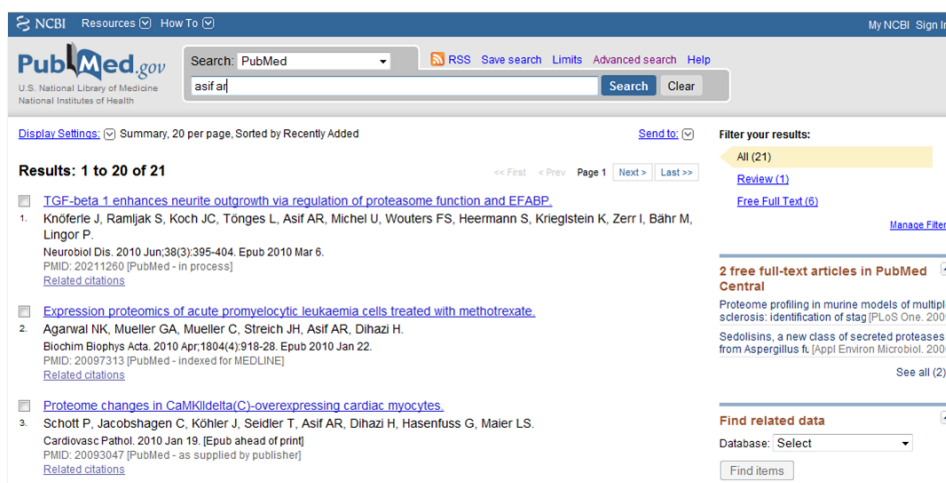 NCBI Resources How To My NCBI Sign In
PubMed.gov
U.S. National Library of Medicine
National Institutes of Health
Search: PubMed
RSS Save search Limits Advanced search Help
asif ar
Search Clear
Display Settings: Summary, 20 per page, Sorted by Recently Added Send to:
Results: 1 to 20 of 21
<< First < Prev Page 1 Next > Last >>
TGF-beta 1 enhances neurite outgrowth via regulation of proteasome function and EFABP.
1. Knöferle J, Ramljak S, Koch JC, Tönges L, Asif AR, Michel U, Wouters FS, Heermann S, Krieglstein K, Zerr I, Bähr M,
Lingor P.
Neurobiol Dis. 2010 Jun;38(3):395-404. Epub 2010 Mar 6.
PMID: 20211260 [PubMed - in process]
Related citations
Expression proteomics of acute promyelocytic leukaemia cells treated with methotrexate.
2. Agarwal NK, Mueller GA, Mueller C, Streich JH, Asif AR, Dihazi H.
Biochim Biophys Acta. 2010 Apr;1804(4):918-28. Epub 2010 Jan 22.
PMID: 20097313 [PubMed - indexed for MEDLINE]
Related citations
Proteome changes in CaMKIIdelta(C)-overexpressing cardiac myocytes.
3. Schott P, Jacobshagen C, Köhler J, Seidler T, Asif AR, Dihazi H, Hasenfuss G, Maier LS.
Cardiovasc Pathol. 2010 Jan 19. [Epub ahead of print]
PMID: 20093047 [PubMed - as supplied by publisher]
Related citations
Filter your results:
All (21)
Review (1)
Free Full Text (6)
Manage Filter
2 free full-text articles in PubMed
Central
Proteome profiling in murine models of multipl
sclerosis: identification of stag [PLoS One. 200
Sedolisins, a new class of secreted proteases
from Aspergillus fu [Appl Environ Microbiol. 200
See all (2)
Find related data
Database: Select
Find items